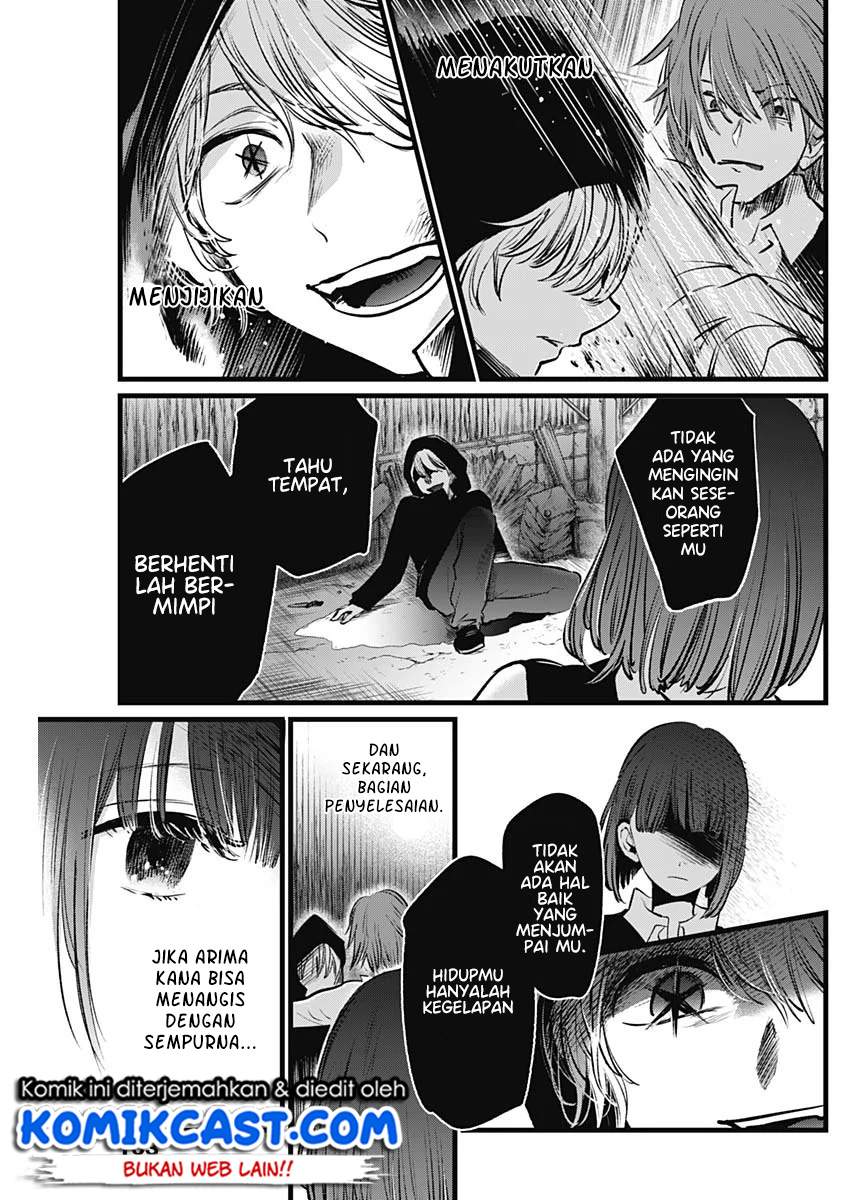 MENAKUTKAN
MENJIJIKAN
TIDAK
ADA YANG
MENGINGIN
KAN SESE-
ORANG
SEPERTI
MU
TAHU
TEMPAT,
BERHENTI
LAH BER-
MIMPI
TIDAK
AKAN
ADA HAL
BAIK
YANG
MENJUM-
PAI MU.
HIDUPMU
HANYALAH
KEGELAPAN
DAN
SEKARANG,
BAGIAN
PENYELESAIAN.
JIKA ARIMA
KANA BISA
MENANGIS
DENGAN
SEMPURNA...
Komik ini diterjemahkan & diedit oleh
KOMIKCAST.COM
BUKAN WEB LAIN!!